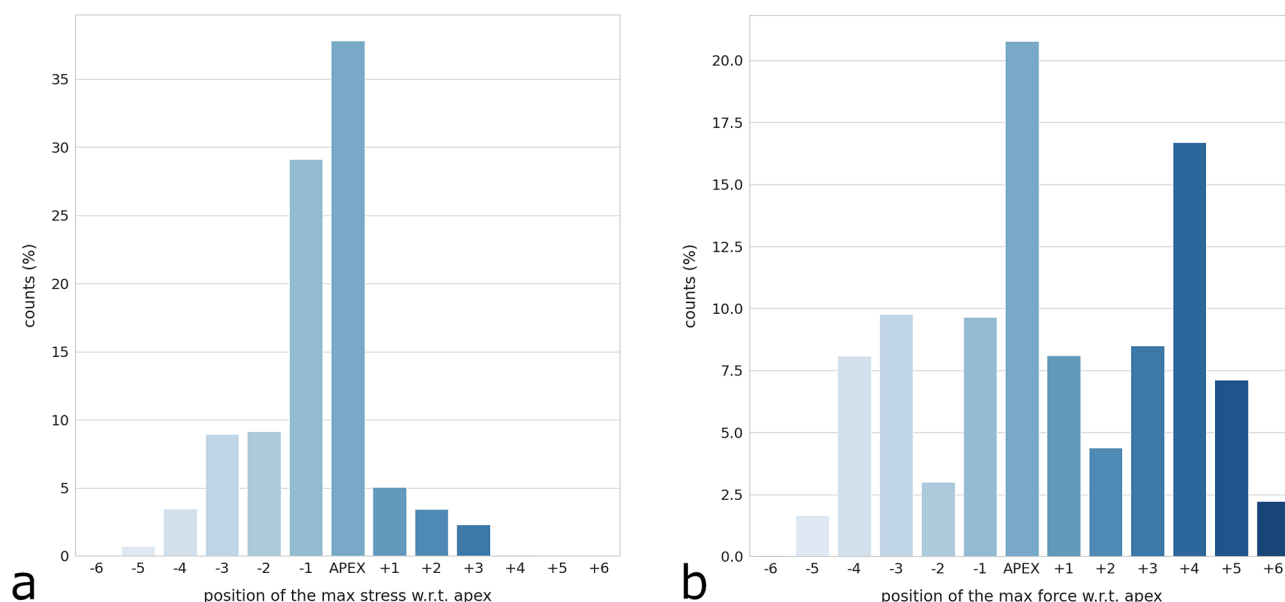 35
30
25
20
15
10
5
0
counts (%)
-6 -5 -4 -3 -2 -1 APEX +1 +2 +3 +4 +5 +6
position of the max stress w.r.t. apex
a
20.0
17.5
15.0
12.5
10.0
7.5
5.0
2.5
0.0
counts (%)
-6 -5 -4 -3 -2 -1 APEX +1 +2 +3 +4 +5 +6
position of the max force w.r.t. apex
b